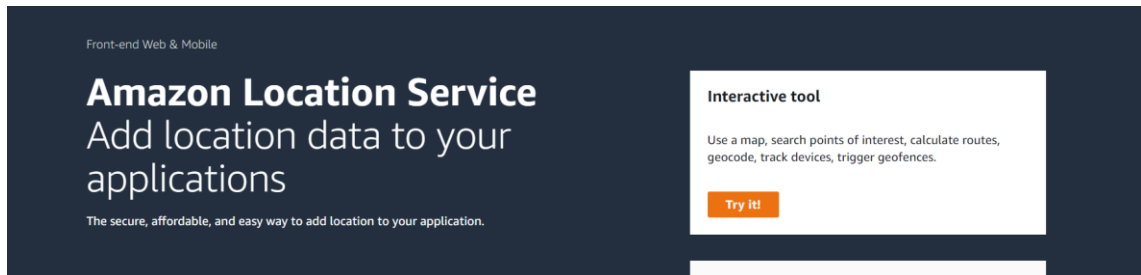 Front-end Web & Mobile
Amazon Location Service
Add location data to your
applications
The secure, affordable, and easy way to add location to your application.
Interactive tool
Use a map, search points of interest, calculate routes,
geocode, track devices, trigger geofences.
Try it!